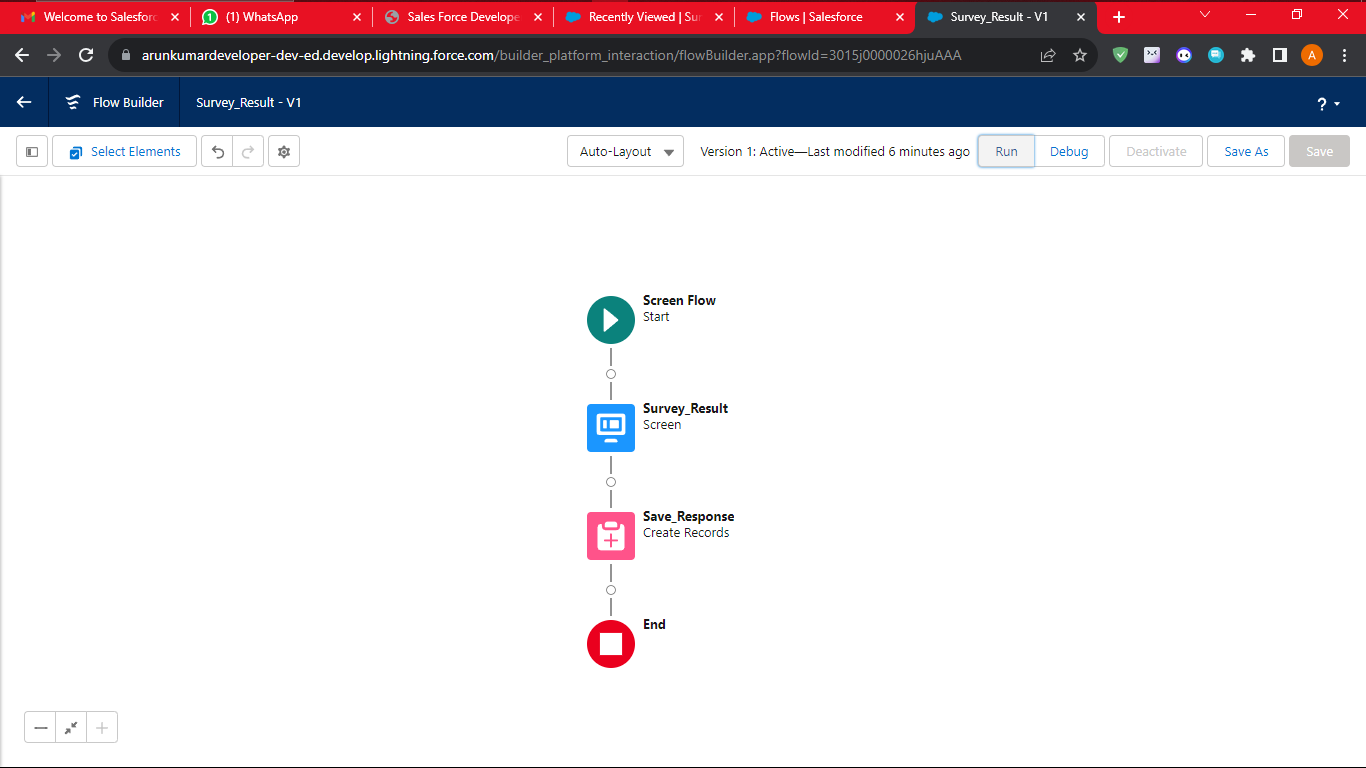 Welcome to Salesforc
(1) WhatsApp
Sales Force Develope
Recently Viewed | Sur
Flows | Salesforce
Survey_Result - V1
arunkumardeveloper-dev-ed.develop.lightning.force.com/builder_platform_interaction/flowBuilder.app?flowId=3015j0000026hjuAAA
A
Flow Builder
Survey_Result - V1
?
Select Elements
Auto-Layout
Version 1: Active—Last modified 6 minutes ago
Run
Debug
Deactivate
Save As
Save
Screen Flow
Start
Survey_Result
Screen
Save_Response
Create Records
End